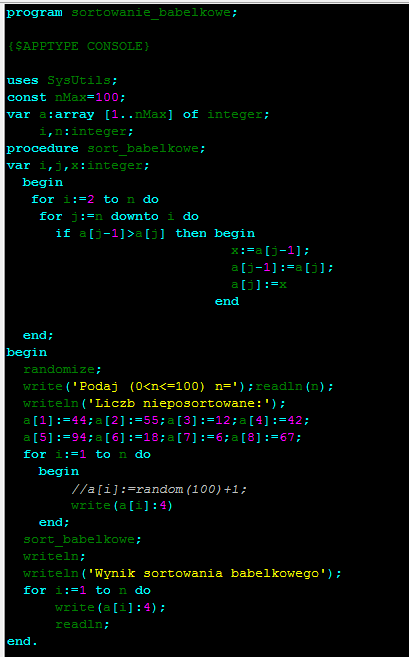 program sortowanie_babelkowe;
{$APPTYPE CONSOLE}
uses SysUtils;
const nMax=100;
var a:array [1..nMax] of integer;
i,n:integer;
procedure sort_babelkowe;
var i,j,x:integer;
begin
for i:=2 to n do
for j:=n downto i do
if a[j-1]>a[j] then begin
x:=a[j-1];
a[j-1]:=a[j];
a[j]:=x
end
end;
begin
randomize;
write('Podaj (0<n<=100) n=');readln(n);
writeln('Liczb nieposortowane:');
a[1]:=44;a[2]:=55;a[3]:=12;a[4]:=42;
a[5]:=94;a[6]:=18;a[7]:=6;a[8]:=67;
for i:=1 to n do
begin
//a[i]:=random(100)+1;
write(a[i]:4)
end;
sort_babelkowe;
writeln;
writeln('Wynik sortowania babelkowego');
for i:=1 to n do
write(a[i]:4);
readln;
end.